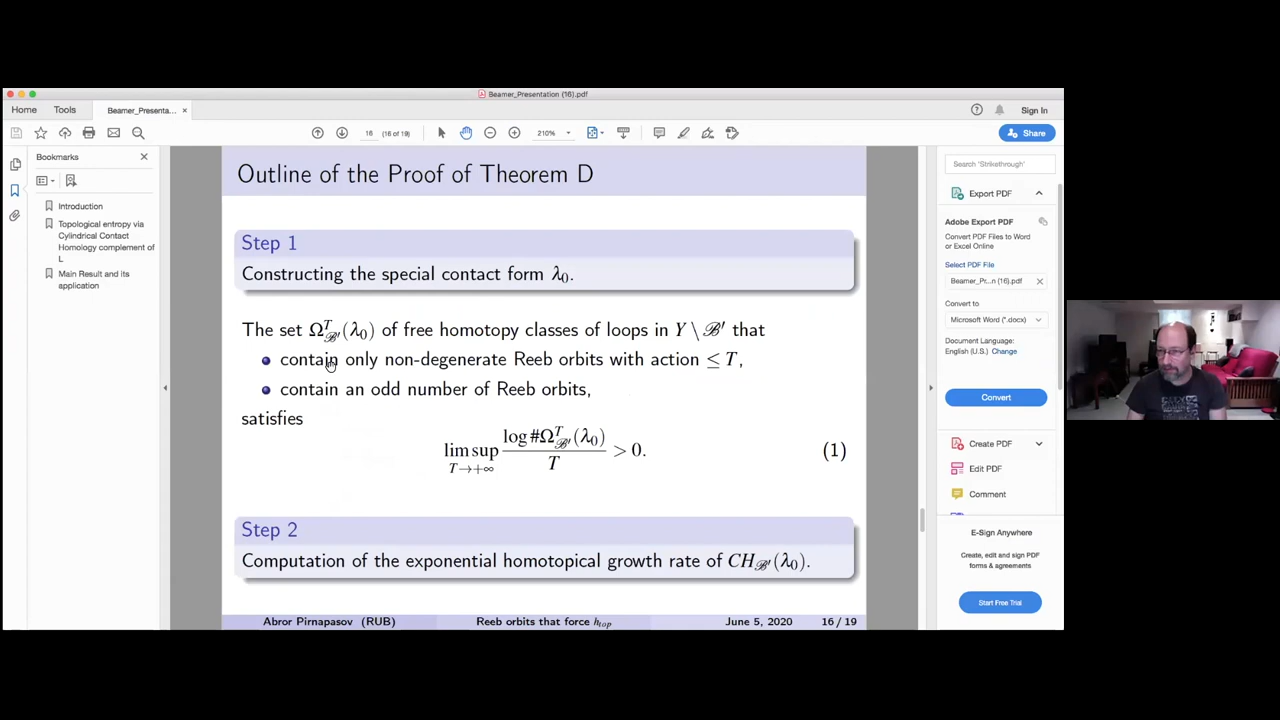 Beamer_Presentation (16).pdf
Home
Tools
Beamer_Presenta... ×
Sign In
16 (16 of 19)
210%
Share
Bookmarks
Introduction
Topological entropy via
Cylindrical Contact
Homology complement of
L
Main Result and its
application
Outline of the Proof of Theorem D
Step 1
Constructing the special contact form λ₀.
The set Ω^T_ℬ′(λ₀) of free homotopy classes of loops in Y \ ℬ′ that
only non-degenerate Reeb orbits with action ≤ T,
contain an odd number of Reeb orbits,
satisfies
lim sup_{T→+∞} log #Ω^T_ℬ′(λ₀) / T > 0. (1)
Step 2
Computation of the exponential homotopical growth rate of CH_ℬ′(λ₀).
Abror Pirnapasov (RUB) Reeb orbits that force h_top June 5, 2020 16 / 19
Search "Strikethrough"
Export PDF
Adobe Export PDF
Convert PDF Files to Word
or Excel Online
Select PDF File
Beamer_Pr...n (16).pdf
Convert to
Microsoft Word (*.docx)
Document Language:
English (U.S.) Change
Convert
Create PDF
Edit PDF
Comment
E-Sign Anywhere
Create, edit and sign PDF
forms & agreements
Start Free Trial